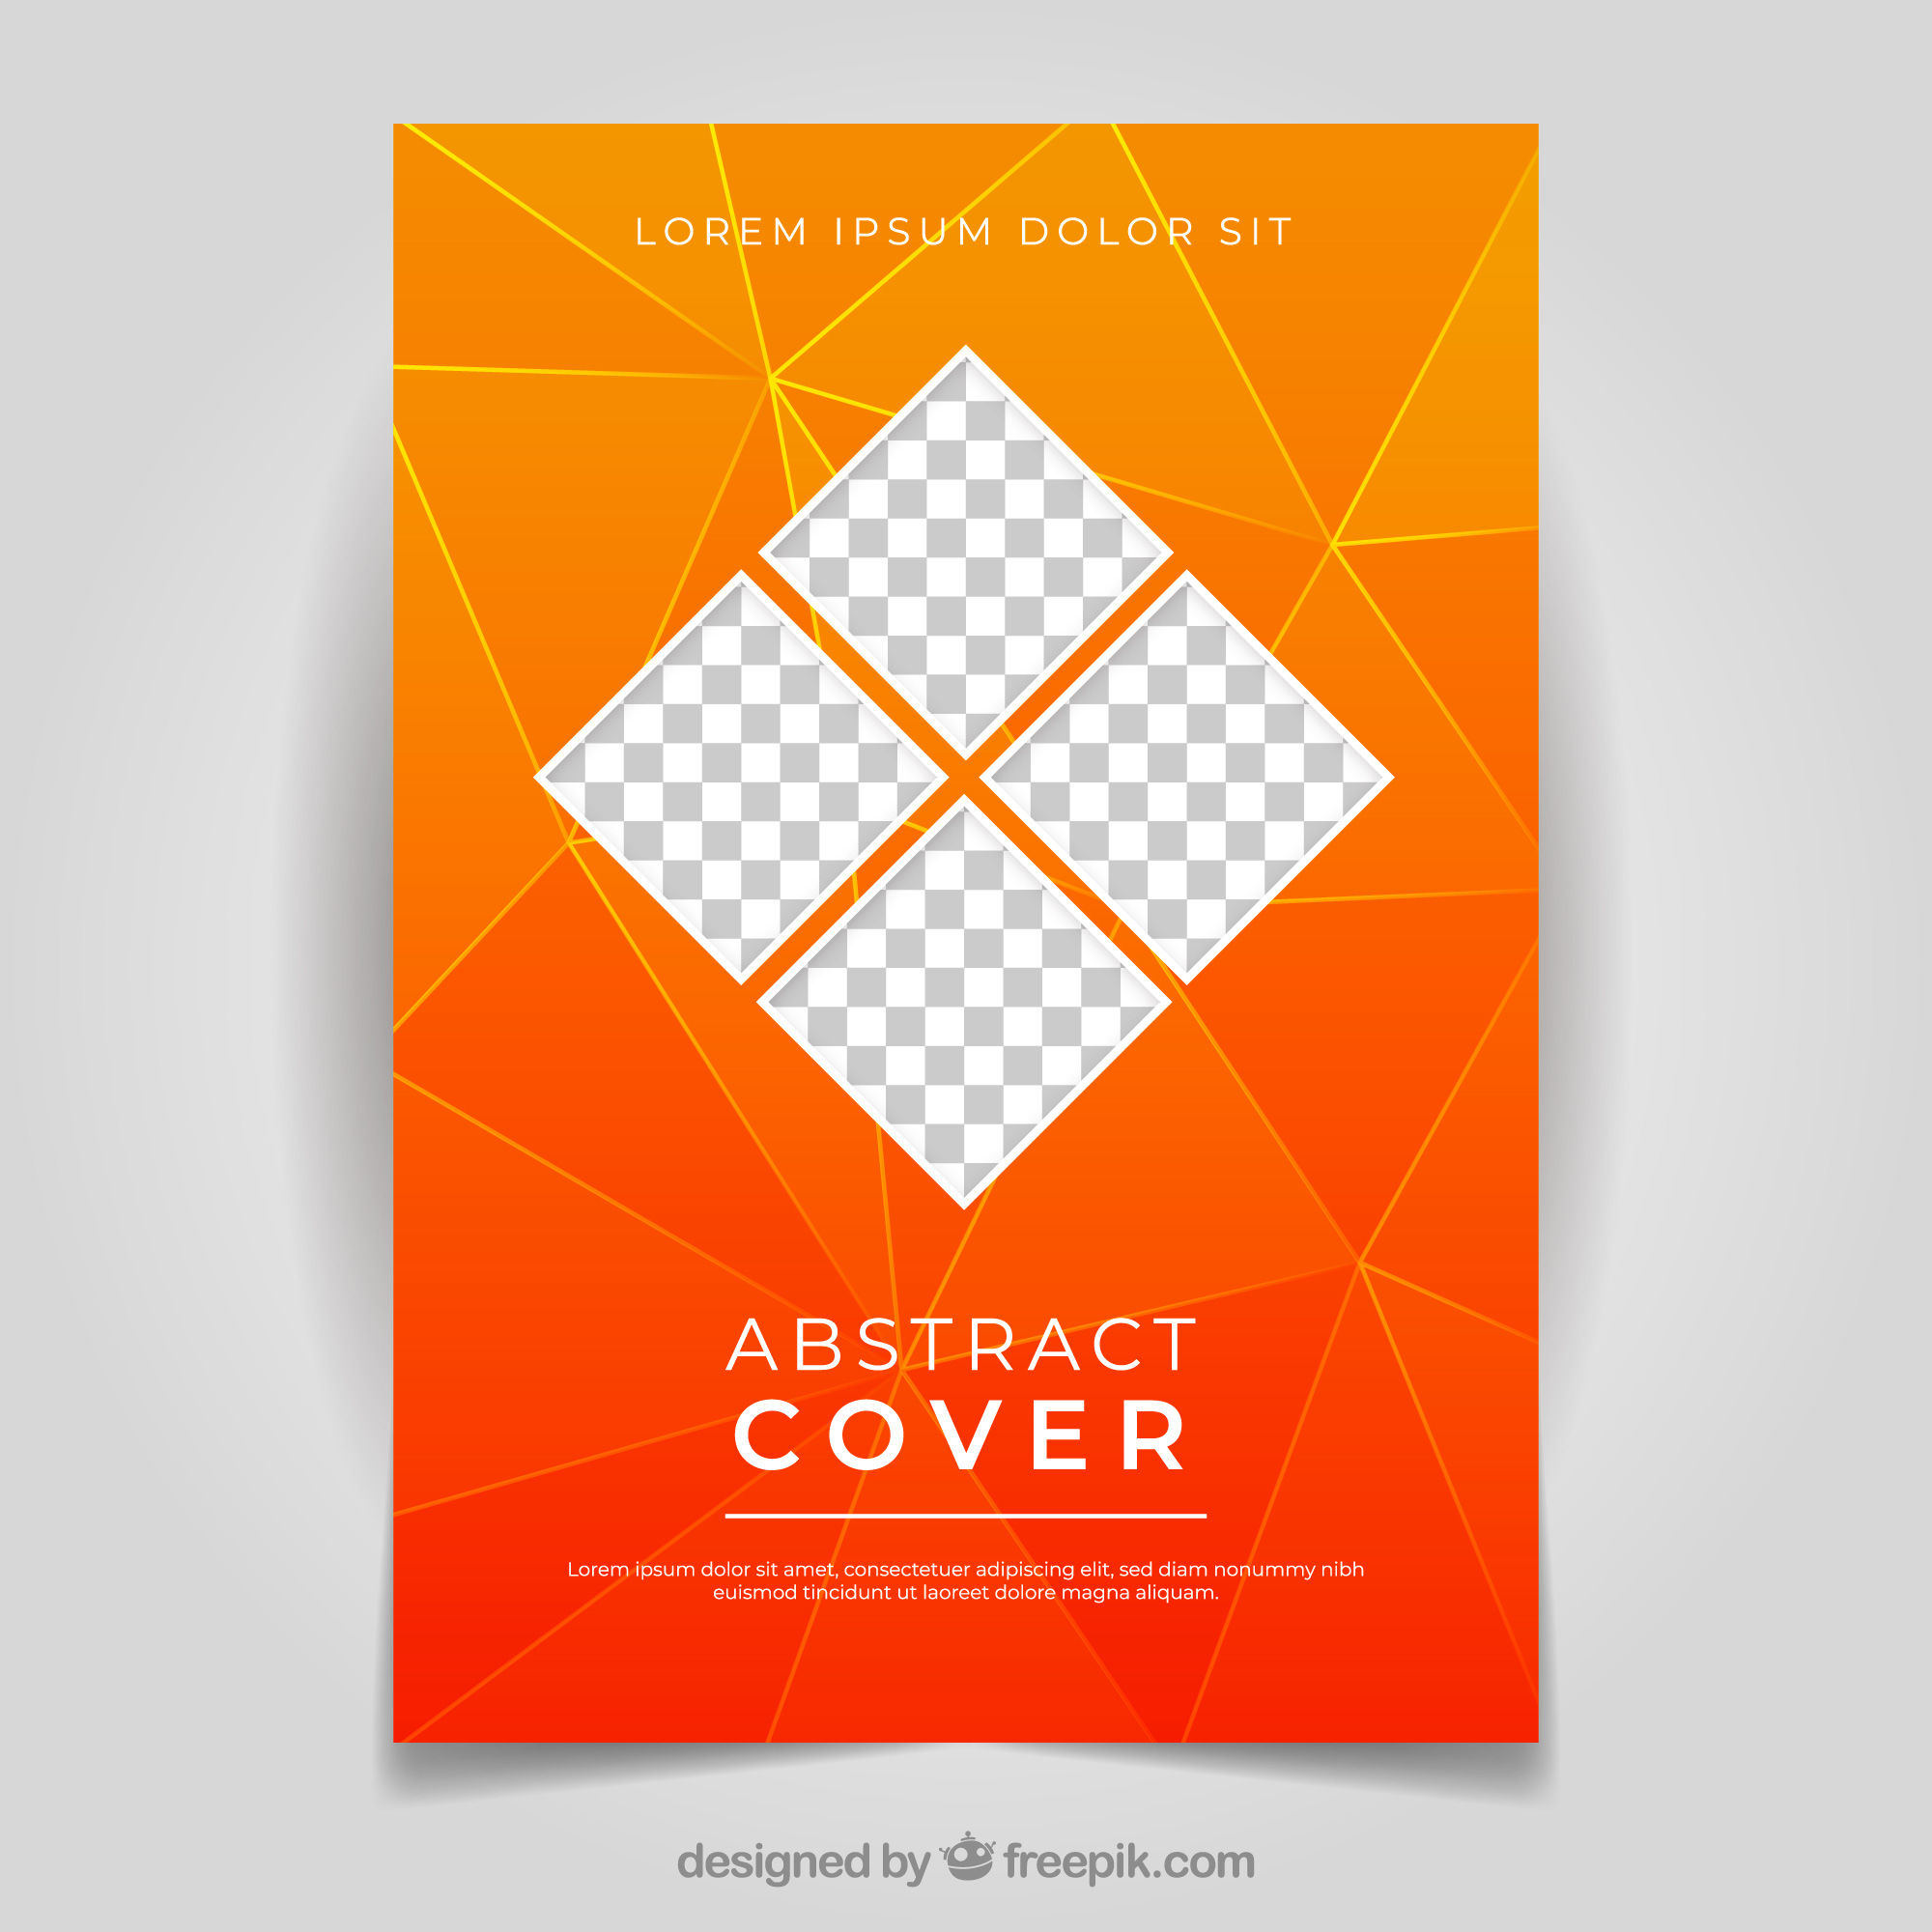 LOREM IPSUM DOLOR SIT
ABSTRACT
COVER
Lorem ipsum dolor sit amet, consectetuer adipiscing elit, sed diam nonummy nibh
euismod tincidunt ut laoreet dolore magna aliquam.
designed by freepik.com